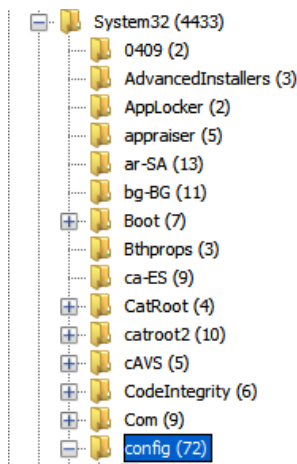 System32 (4433)
0409 (2)
AdvancedInstallers (3)
AppLocker (2)
appraiser (5)
ar-SA (13)
bg-BG (11)
Boot (7)
Bthprops (3)
ca-ES (9)
CatRoot (4)
catroot2 (10)
cAVS (5)
CodeIntegrity (6)
Com (9)
config (72)